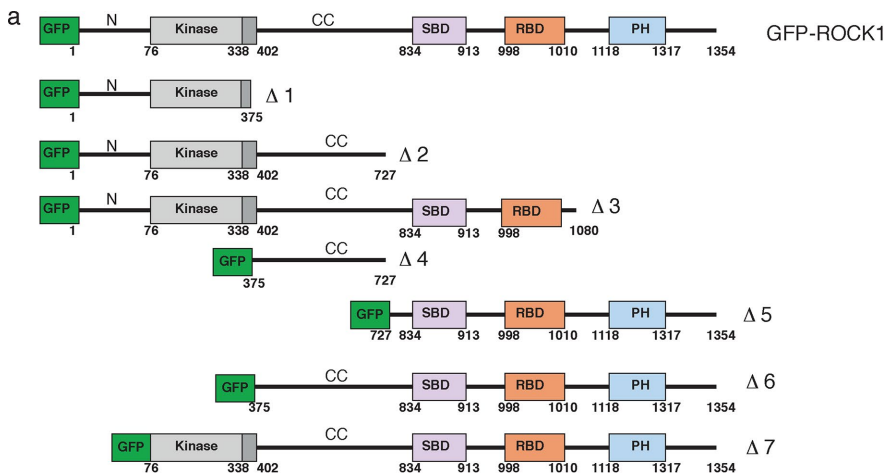 a
N CC
GFP Kinase SBD RBD PH GFP-ROCK1
1 76 338 402 834 913 998 1010 1118 1317 1354
N
GFP Kinase Δ 1
1 375
N CC
GFP Kinase Δ 2
1 76 338 402 727
N CC
GFP Kinase SBD RBD Δ 3
1 76 338 402 834 913 998 1080
CC
GFP Δ 4
375 727
GFP SBD RBD PH Δ 5
727 834 913 998 1010 1118 1317 1354
CC
GFP SBD RBD PH Δ 6
375 834 913 998 1010 1118 1317 1354
CC
GFP Kinase SBD RBD PH Δ 7
76 338 402 834 913 998 1010 1118 1317 1354